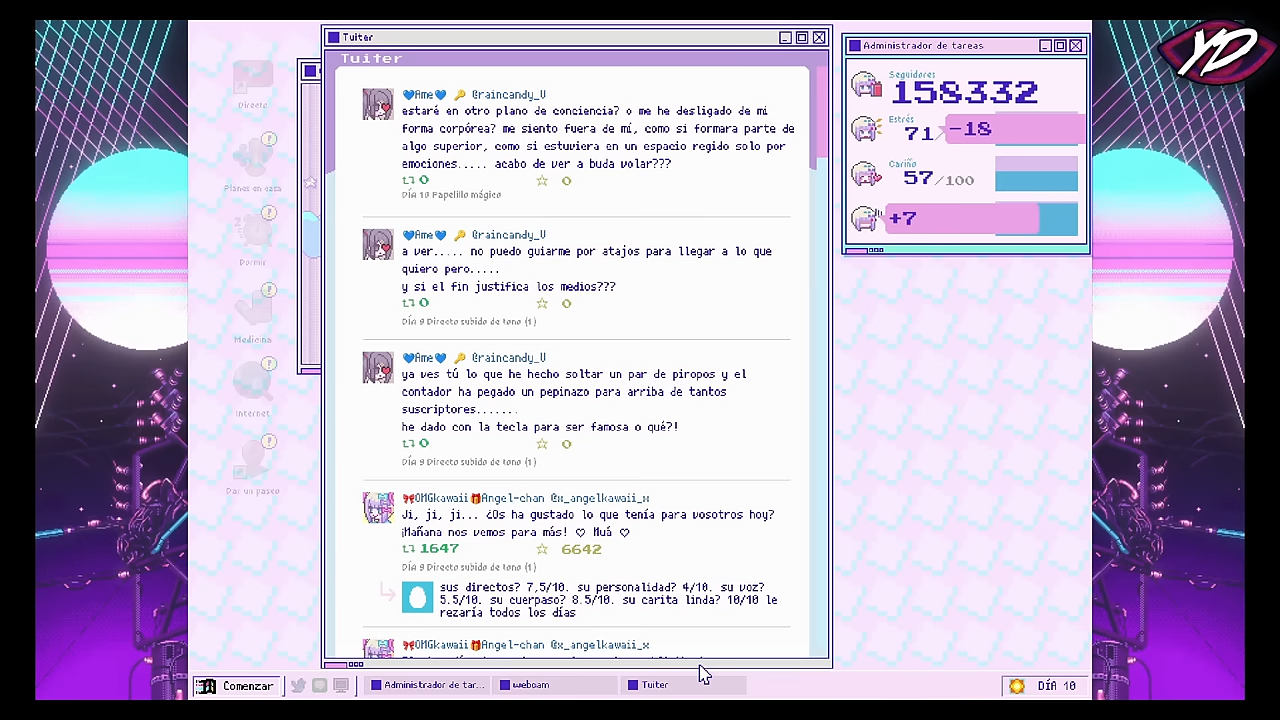 YD
Tuiter
Tuiter
Administrador de tareas
Seguidores
158332
Estrés
71
-18
Cariño
57/100
+7
Directo
Planes en casa
Dormir
Medicina
Internet
Dar un paseo
💙Ame💙 🔑 @raincandy_U
estaré en otro plano de conciencia? o me he desligado de mi
forma corpórea? me siento fuera de mí, como si formara parte de
algo superior, como si estuviera en un espacio regido solo por
emociones..... acabo de ver a buda volar???
0 ☆ 0
DÍA 10 Papelillo mágico
💙Ame💙 🔑 @raincandy_U
a ver..... no puedo guiarme por atajos para llegar a lo que
quiero pero.....
y si el fin justifica los medios???
0 ☆ 0
DÍA 9 Directo subido de tono (1)
💙Ame💙 🔑 @raincandy_U
ya ves tú lo que he hecho soltar un par de piropos y el
contador ha pegado un pepinazo para arriba de tantos
suscriptores.......
he dado con la tecla para ser famosa o qué?!
0 ☆ 0
DÍA 9 Directo subido de tono (1)
🎀OMGkawaii🎁Angel-chan @x_angelkawaii_x
Ji, ji, ji... ¿Os ha gustado lo que tenía para vosotros hoy?
¡Mañana nos vemos para más! ♡ Muá ♡
1647 ☆ 6642
DÍA 9 Directo subido de tono (1)
sus directos? 7,5/10. su personalidad? 4/10. su voz?
5.5/10. su cuerpaso? 8.5/10. su carita linda? 10/10 le
rezaría todos los días
🎀OMGkawaii🎁Angel-chan @x_angelkawaii_x
Comenzar
Administrador de tar...
webcam
Tuiter
DÍA 10